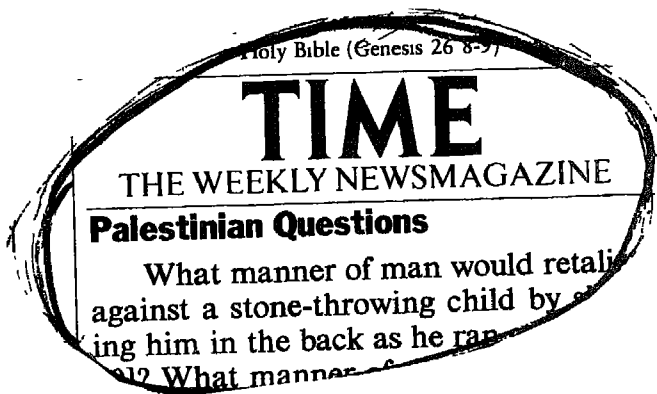 Holy Bible (Genesis 26 8-9)
TIME
THE WEEKLY NEWSMAGAZINE
Palestinian Questions
What manner of man would retali
against a stone-throwing child by
ing him in the back as he ran
What manner of